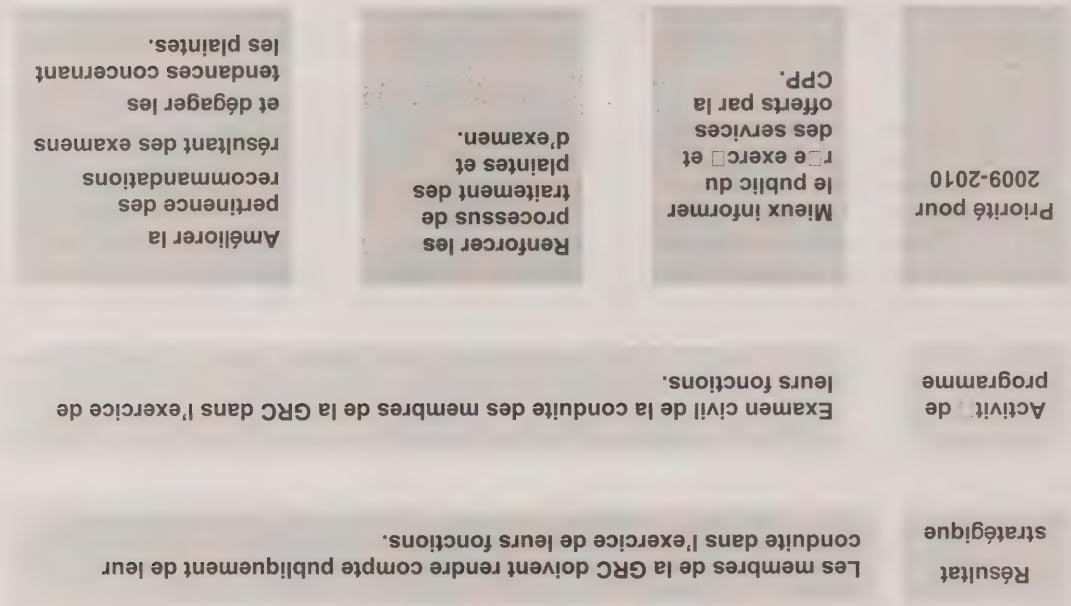 Résultat
stratégique
Les membres de la GRC doivent rendre compte publiquement de leur
conduite dans l'exercice de leurs fonctions.
Activit□ de
programme
Examen civil de la conduite des membres de la GRC dans l'exercice de
leurs fonctions.
Priorité pour
2009-2010
Mieux informer
le public du
r□e exerc□ et
des services
offerts par la
CPP.
Renforcer les
processus de
traitement des
plaintes et
d'examen.
Améliorer la
pertinence des
recommandations
résultant des examens
et dégager les
tendances concernant
les plaintes.